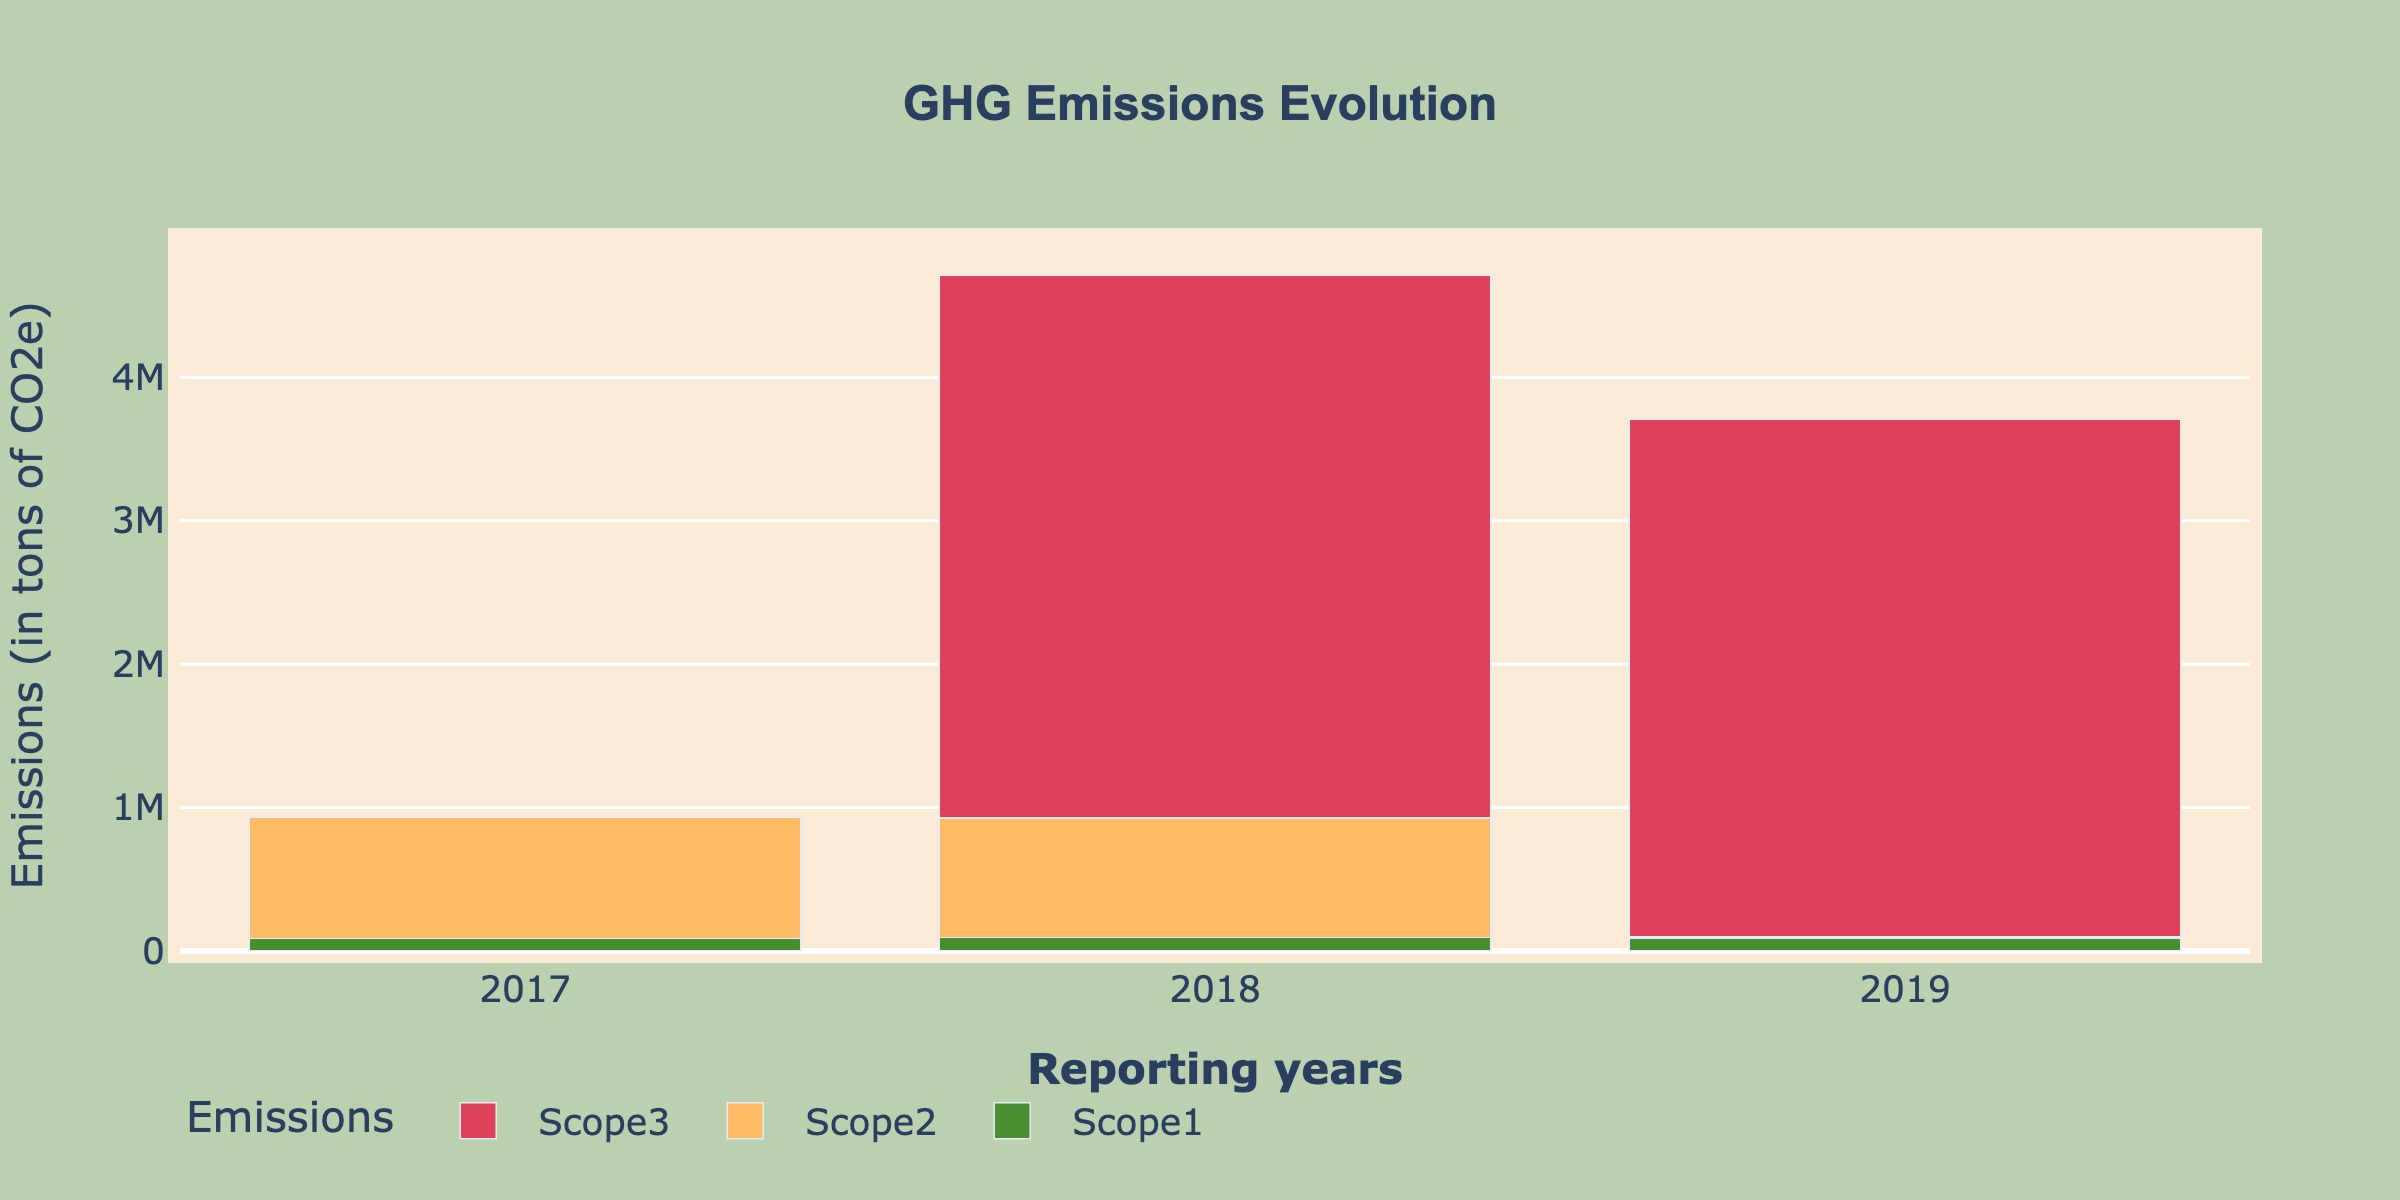 GHG Emissions Evolution
Emissions (in tons of CO2e)
4M
3M
2M
1M
0
2017 2018 2019
Reporting years
Emissions Scope3 Scope2 Scope1